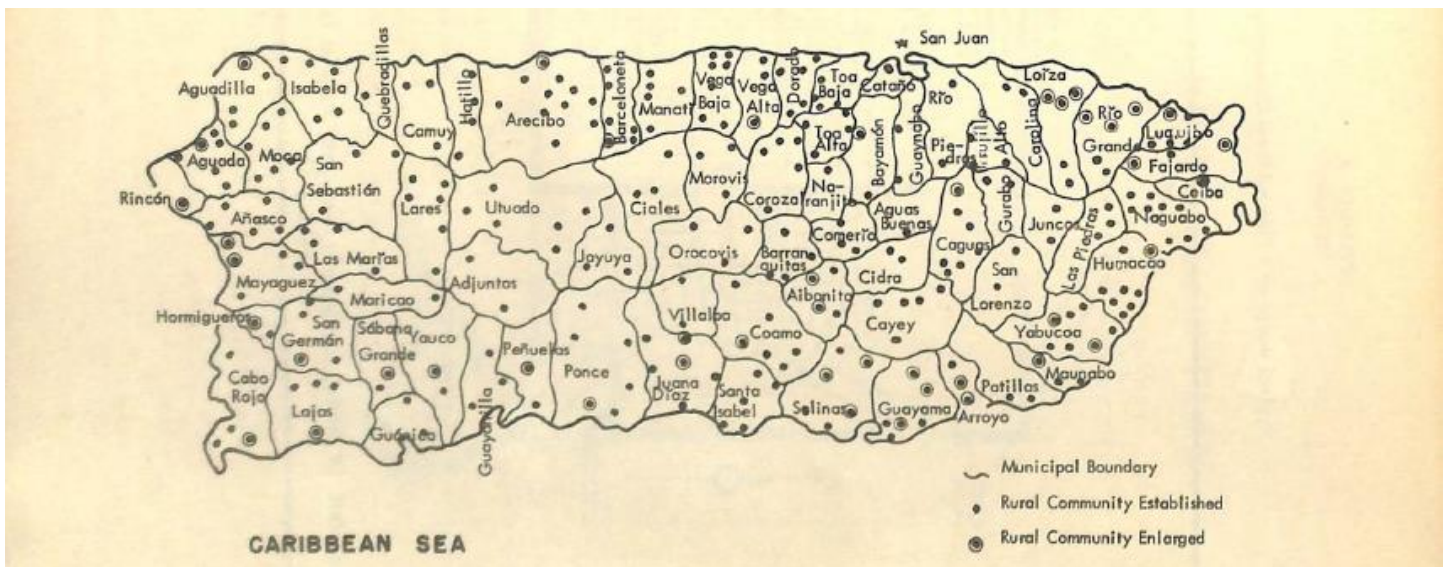 San Juan
Aguadilla
Isabela
Quebradillas
Camuy
Hatillo
Arecibo
Barceloneta
Manatí
Vega
Baja
Vega
Alta
Dorado
Toa
Baja
Cataño
Bayamón
Guaynabo
Río
Piedras
Trujillo
Alto
Carolina
Loíza
Río
Grand
Fajardo
Ceiba
Aguada
Moca
San
Sebastián
Rincón
Añasco
Lares
Utuado
Ciales
Morovis
Corozal
Toa
Alta
Na-
ranjito
Comerío
Aguas
Buenas
Caguas
Gurabo
Juncos
Las Piedras
Naguabo
Humacao
Mayaguez
Las Marías
Maricao
Adjuntas
Jayuya
Orocovis
Barran
quitas
Cidra
San
Lorenzo
Hormigueros
San
Germán
Sábana
Grande
Yauco
Peñuelas
Ponce
Villalba
Coamo
Aibonito
Cayey
Yabucoa
Maunabo
Cabo
Rojo
Lajas
Guánica
Guayanilla
Juana
Díaz
Santa
Isabel
Salinas
Guayama
Arroyo
Patillas
Municipal Boundary
Rural Community Established
Rural Community Enlarged
CARIBBEAN SEA